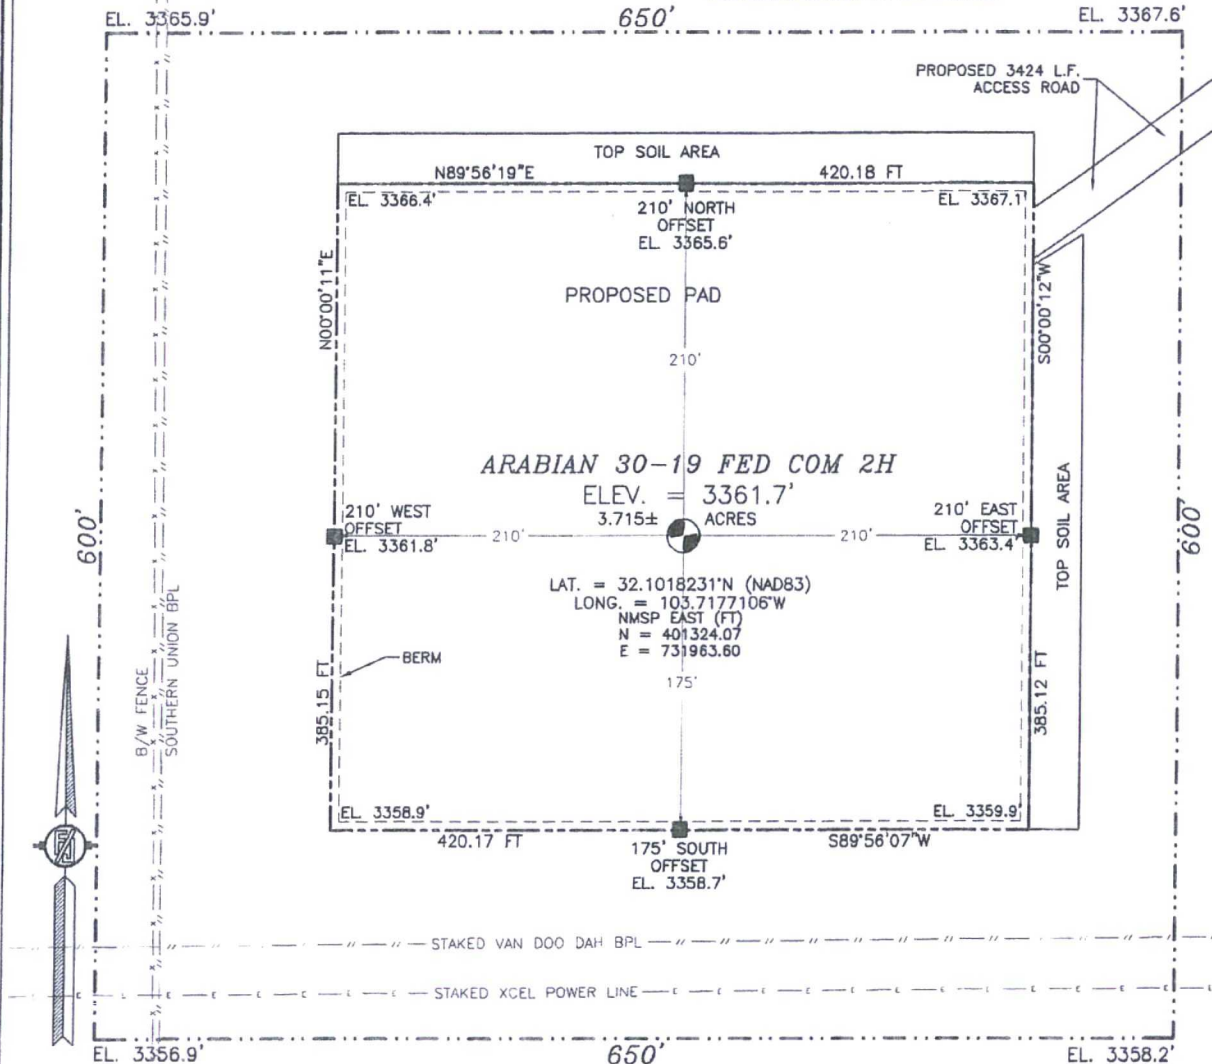 EL. 3365.9'
650'
EL. 3367.6'
PROPOSED 3424 L.F.
ACCESS ROAD
TOP SOIL AREA
N89°56'19"E
420.18 FT
EL. 3366.4'
210' NORTH
OFFSET
EL. 3365.6'
EL. 3367.1'
N00°00'11"E
S00°00'12"W
PROPOSED PAD
210'
ARABIAN 30-19 FED COM 2H
ELEV. = 3361.7'
3.715± ACRES
210' WEST
OFFSET
EL. 3361.8'
210'
210'
210' EAST
OFFSET
EL. 3363.4'
TOP SOIL AREA
600'
600'
LAT. = 32.1018231°N (NAD83)
LONG. = 103.7177106°W
NMSP EAST (FT)
N = 401324.07
E = 731963.60
175'
BERM
B/W FENCE
SOUTHERN UNION BPL
385.15 FT
385.12 FT
EL. 3358.9'
EL. 3359.9'
420.17 FT
175' SOUTH
OFFSET
EL. 3358.7'
S89°56'07"W
STAKED VAN DOO DAH BPL
STAKED XCEL POWER LINE
EL. 3356.9'
650'
EL. 3358.2'